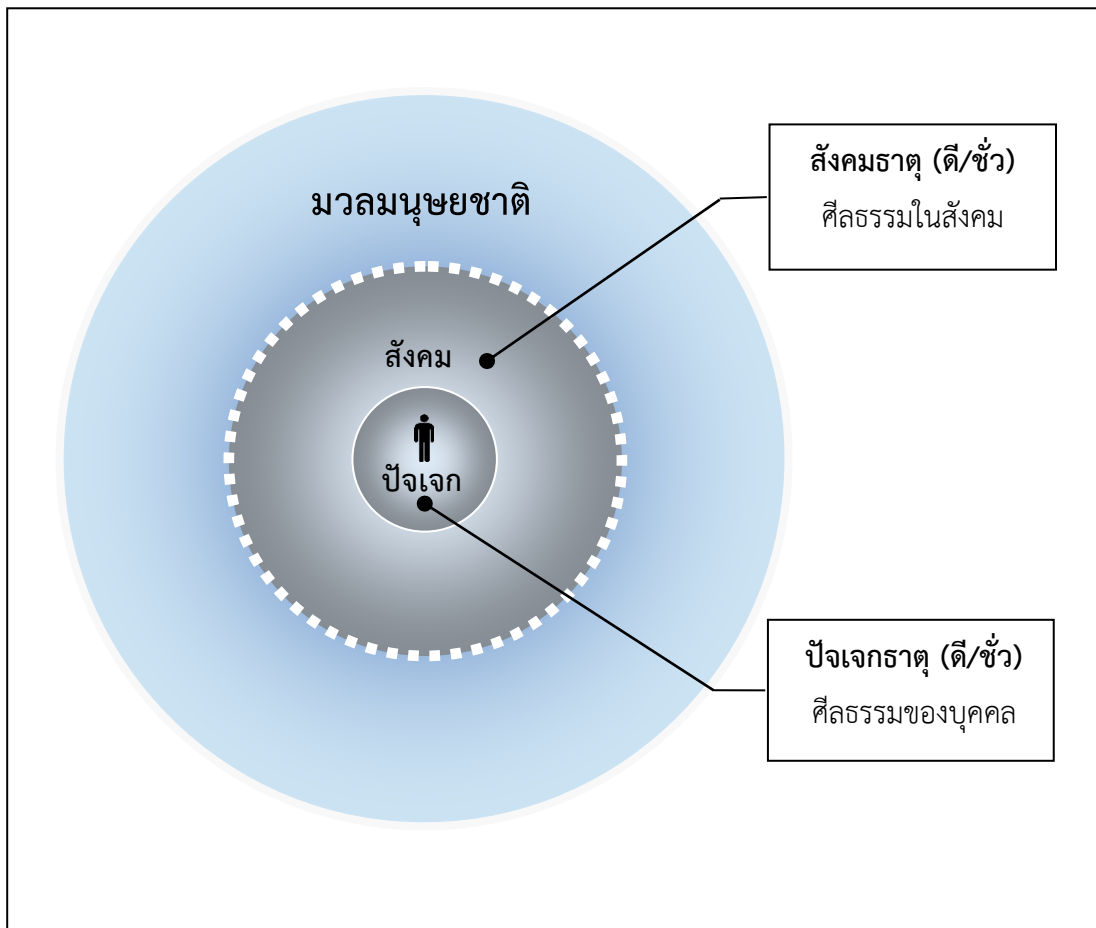 สังคมธาตุ (ดี/ชั่ว)
ศีลธรรมในสังคม
มวลมนุษยชาติ
สังคม
ปัจเจก
ปัจเจกธาตุ (ดี/ชั่ว)
ศีลธรรมของบุคคล